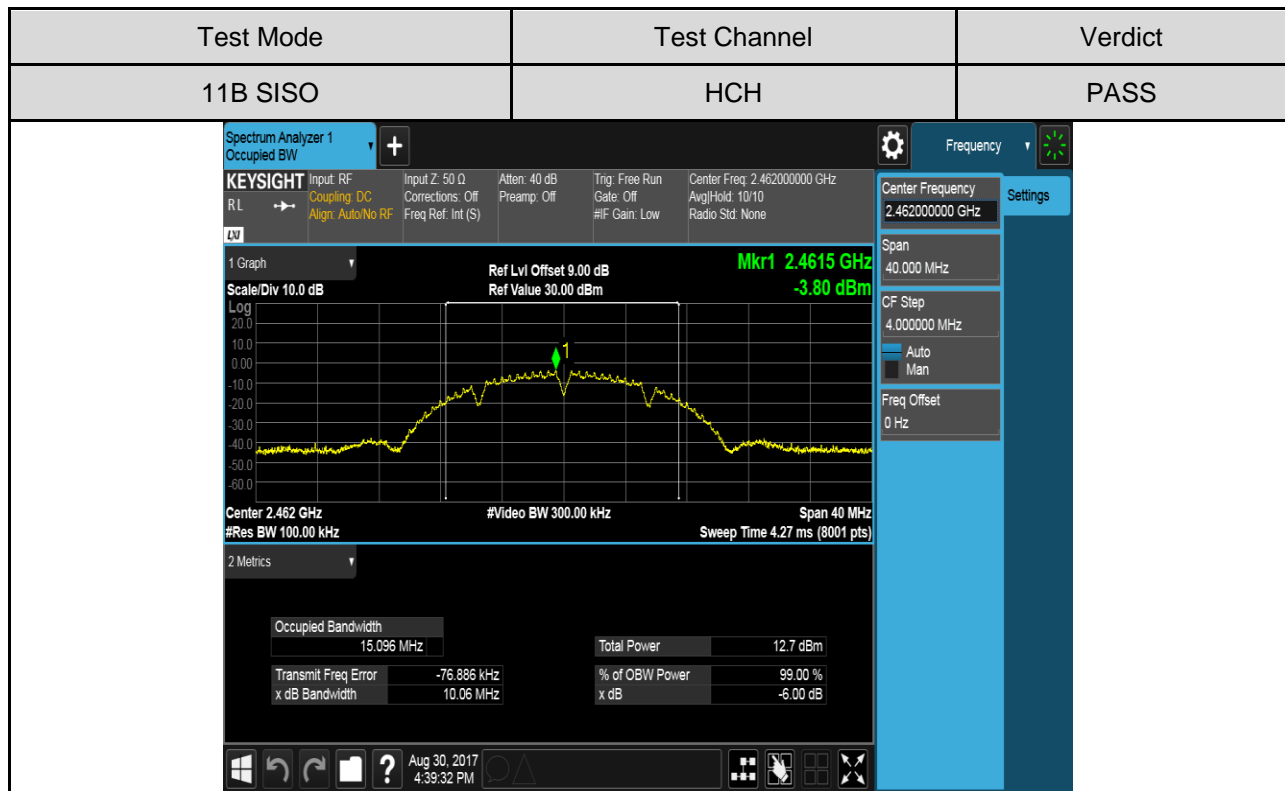 Test Mode Test Channel Verdict
11B SISO HCH PASS
Spectrum Analyzer 1
Occupied BW
+
Frequency
KEYSIGHT Input: RF Input Z: 50 Ω Atten: 40 dB Trig: Free Run Center Freq: 2.462000000 GHz
RL Coupling: DC Corrections: Off Preamp: Off Gate: Off Avg|Hold: 10/10
Align: Auto/No RF Freq Ref: Int (S) #IF Gain: Low Radio Std: None
LXI
Center Frequency
2.462000000 GHz
Settings
Span
40.000 MHz
CF Step
4.000000 MHz
Auto
Man
Freq Offset
0 Hz
1 Graph
Ref Lvl Offset 9.00 dB
Mkr1 2.4615 GHz
Scale/Div 10.0 dB
Ref Value 30.00 dBm
-3.80 dBm
Log
20.0
10.0
0.00
-10.0
-20.0
-30.0
-40.0
-50.0
-60.0
1
Center 2.462 GHz #Video BW 300.00 kHz Span 40 MHz
#Res BW 100.00 kHz Sweep Time 4.27 ms (8001 pts)
2 Metrics
Occupied Bandwidth
15.096 MHz
Total Power 12.7 dBm
Transmit Freq Error -76.886 kHz % of OBW Power 99.00 %
x dB Bandwidth 10.06 MHz x dB -6.00 dB
?
Aug 30, 2017
4:39:32 PM